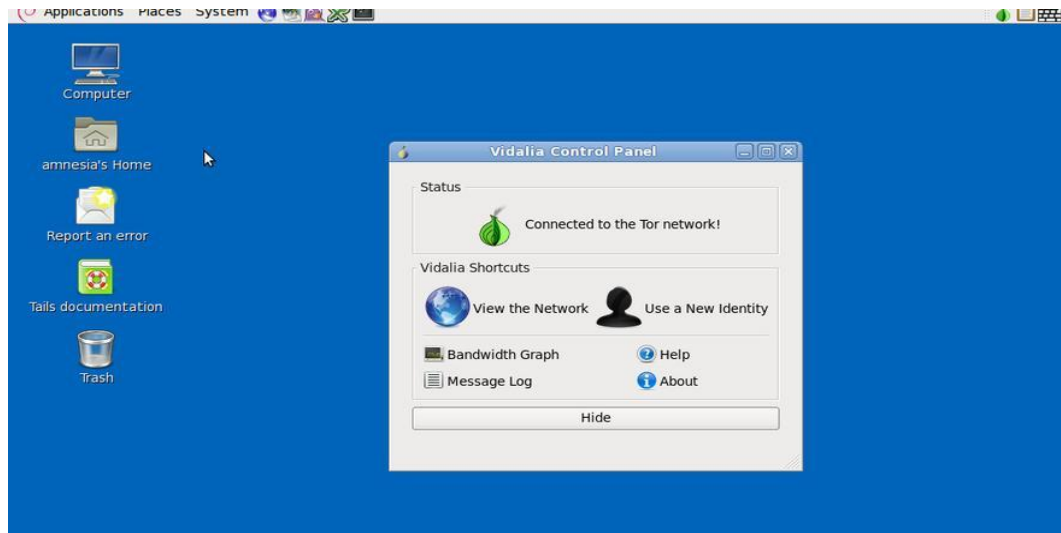 Applications Places System
Computer
amnesia's Home
Report an error
Tails documentation
Trash
Vidalia Control Panel
Status
Connected to the Tor network!
Vidalia Shortcuts
View the Network Use a New Identity
Bandwidth Graph Help
Message Log About
Hide